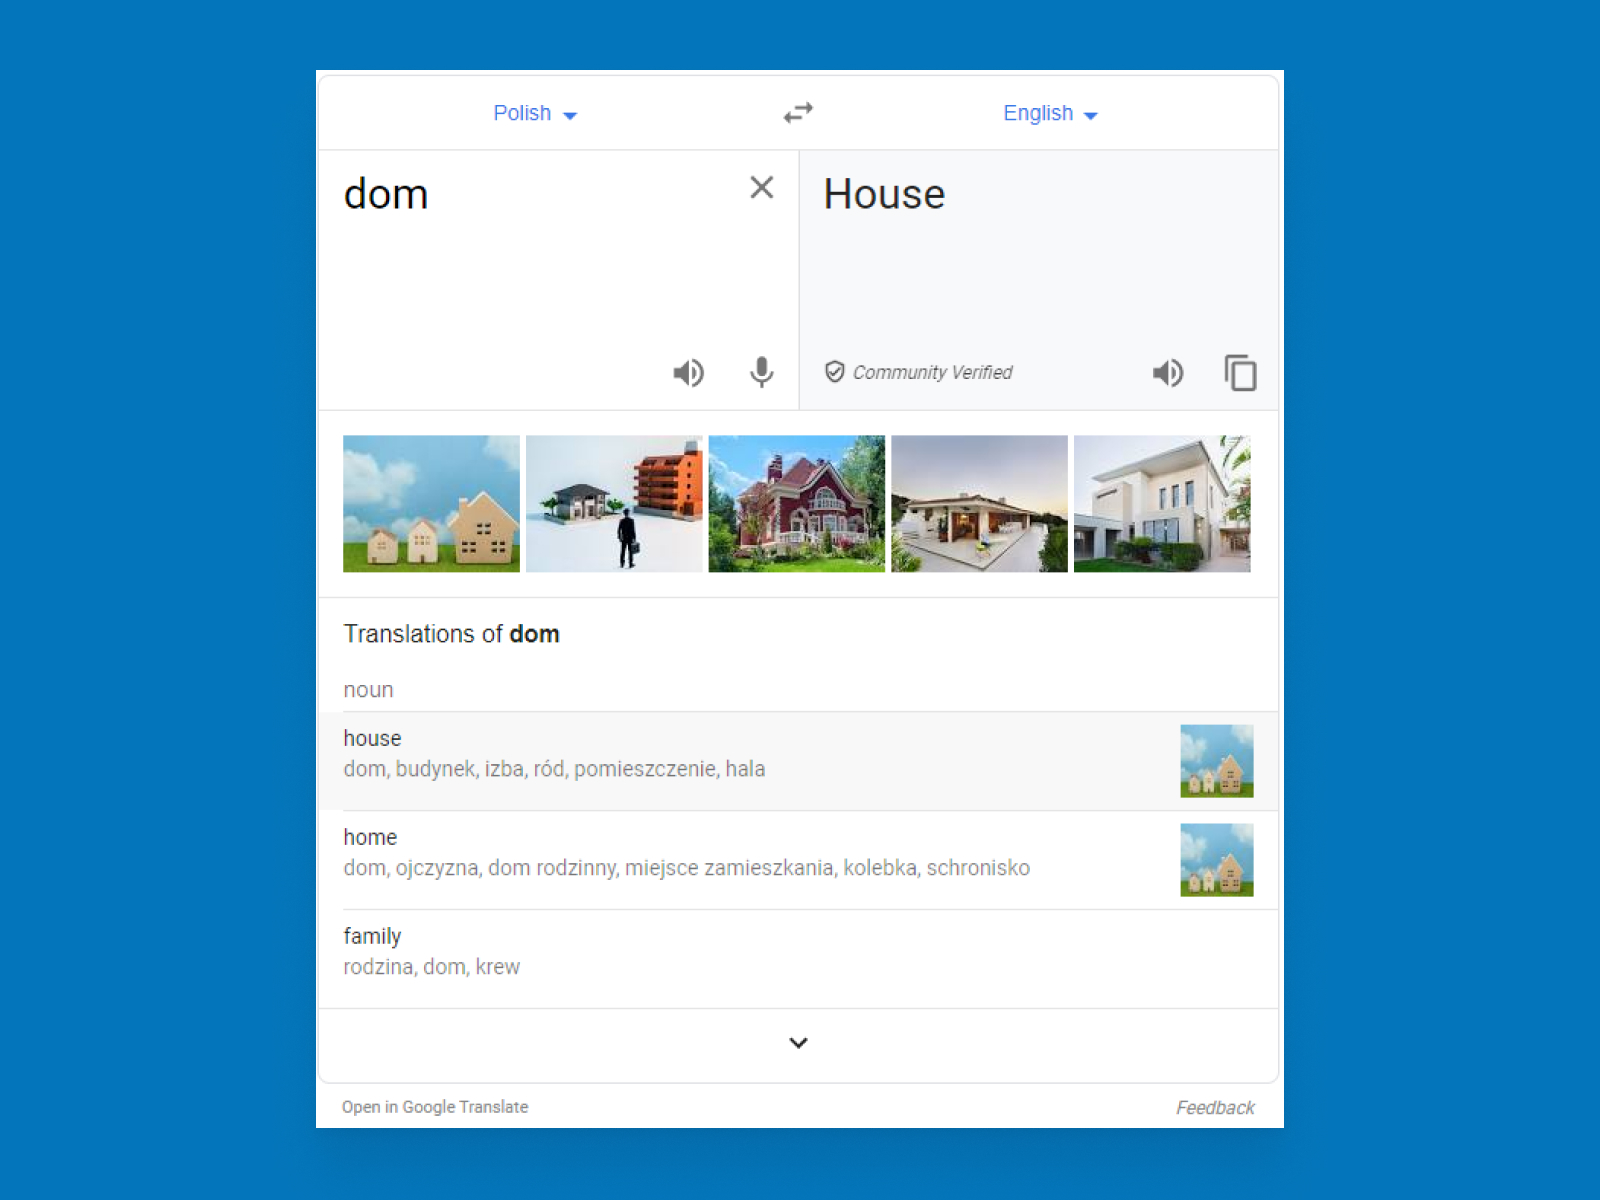 Polish
English
dom
House
Community Verified
Translations of dom
noun
house
dom, budynek, izba, ród, pomieszczenie, hala
home
dom, ojczyzna, dom rodzinny, miejsce zamieszkania, kolebka, schronisko
family
rodzina, dom, krew
Open in Google Translate
Feedback